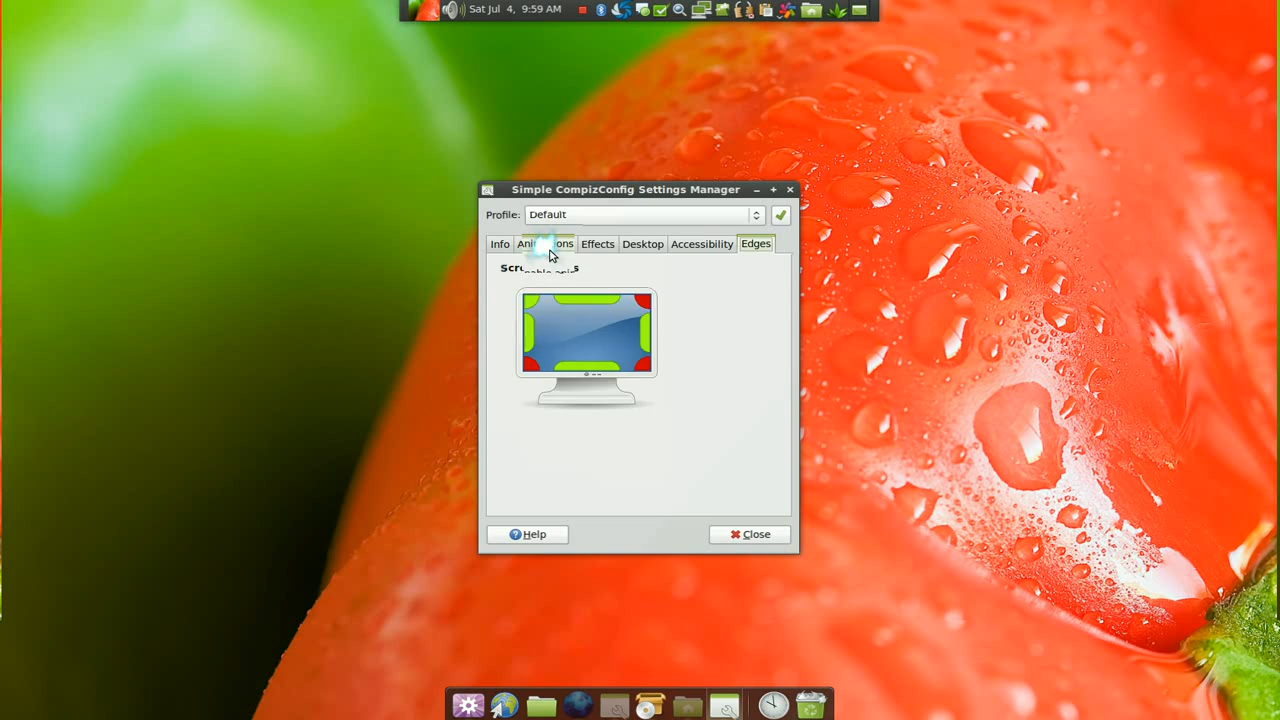 Sat Jul 4, 9:59 AM
Simple CompizConfig Settings Manager
Profile: Default
Info Effects Desktop Accessibility Edges
Help Close